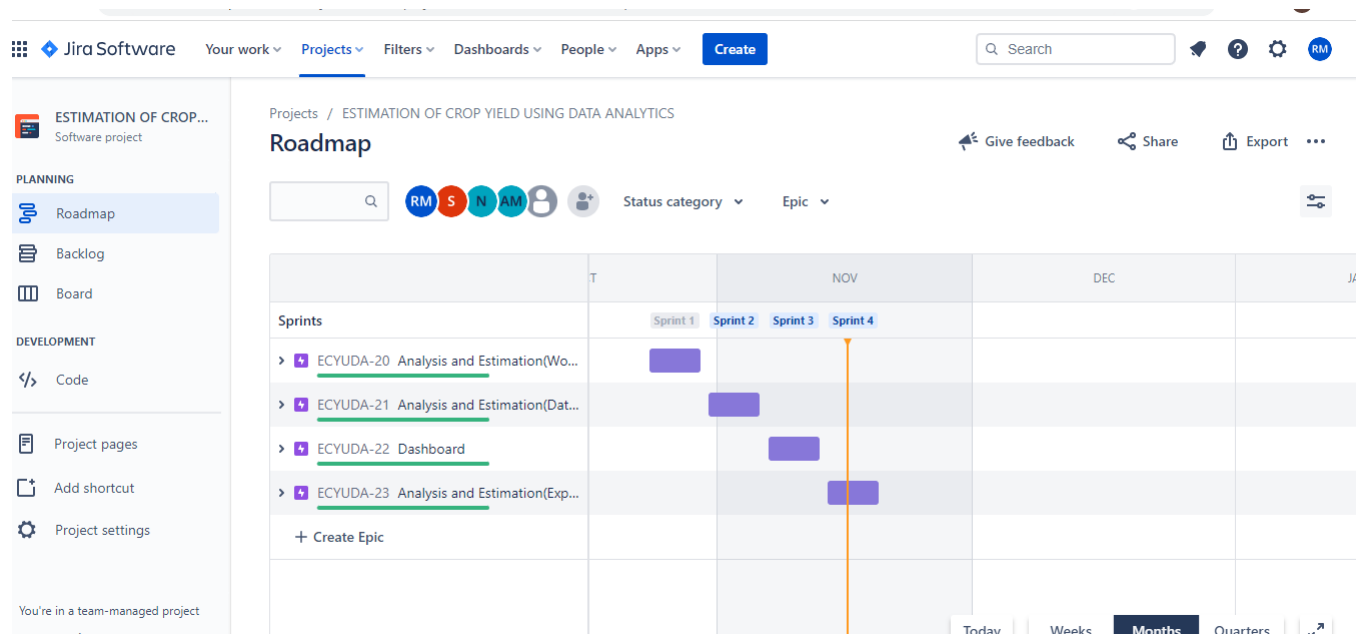 Jira Software Your work Projects Filters Dashboards People Apps Create Search RM
ESTIMATION OF CROP...
Software project
PLANNING
Roadmap
Backlog
Board
DEVELOPMENT
Code
Project pages
Add shortcut
Project settings
You're in a team-managed project
Projects / ESTIMATION OF CROP YIELD USING DATA ANALYTICS
Roadmap
Give feedback Share Export
RM S N AM Status category Epic
T NOV DEC JA
Sprints Sprint 1 Sprint 2 Sprint 3 Sprint 4
ECYUDA-20 Analysis and Estimation(Wo...
ECYUDA-21 Analysis and Estimation(Dat...
ECYUDA-22 Dashboard
ECYUDA-23 Analysis and Estimation(Exp...
+ Create Epic
Today Weeks Months Quarters